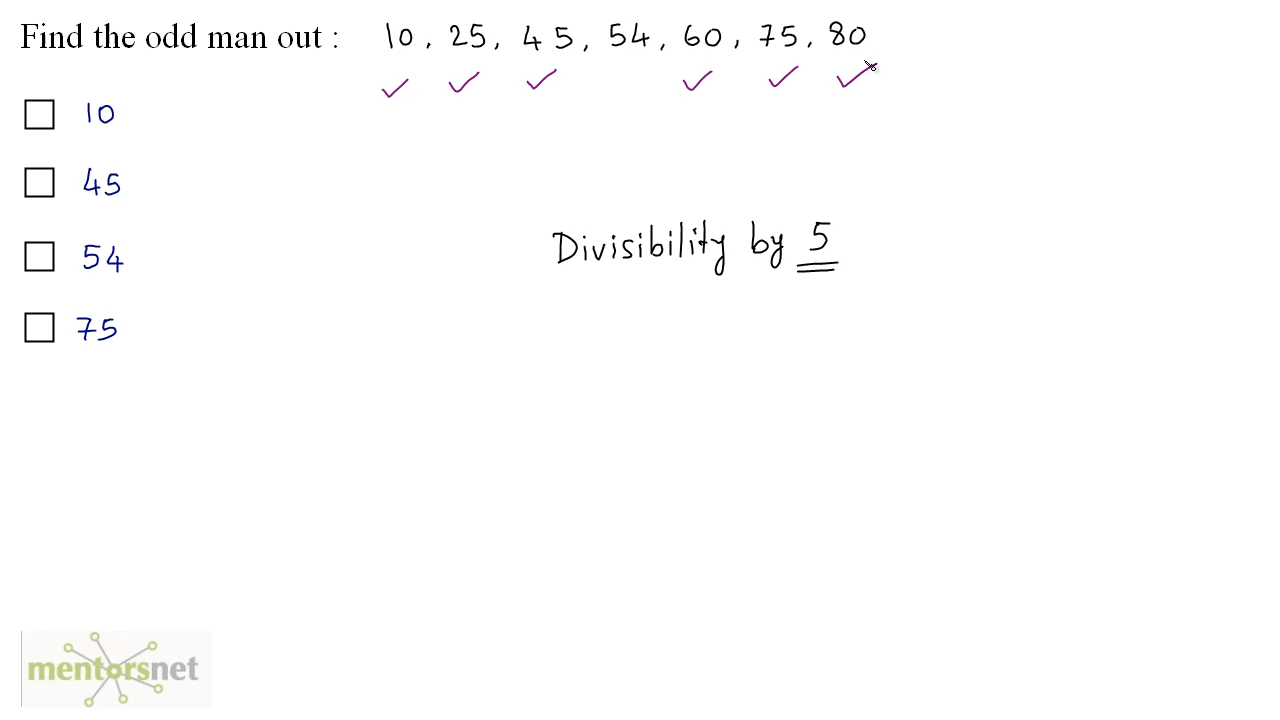 Find the odd man out : 10, 25, 45, 54, 60, 75, 80
10
45
54
75
Divisibility by 5
mentorsnet